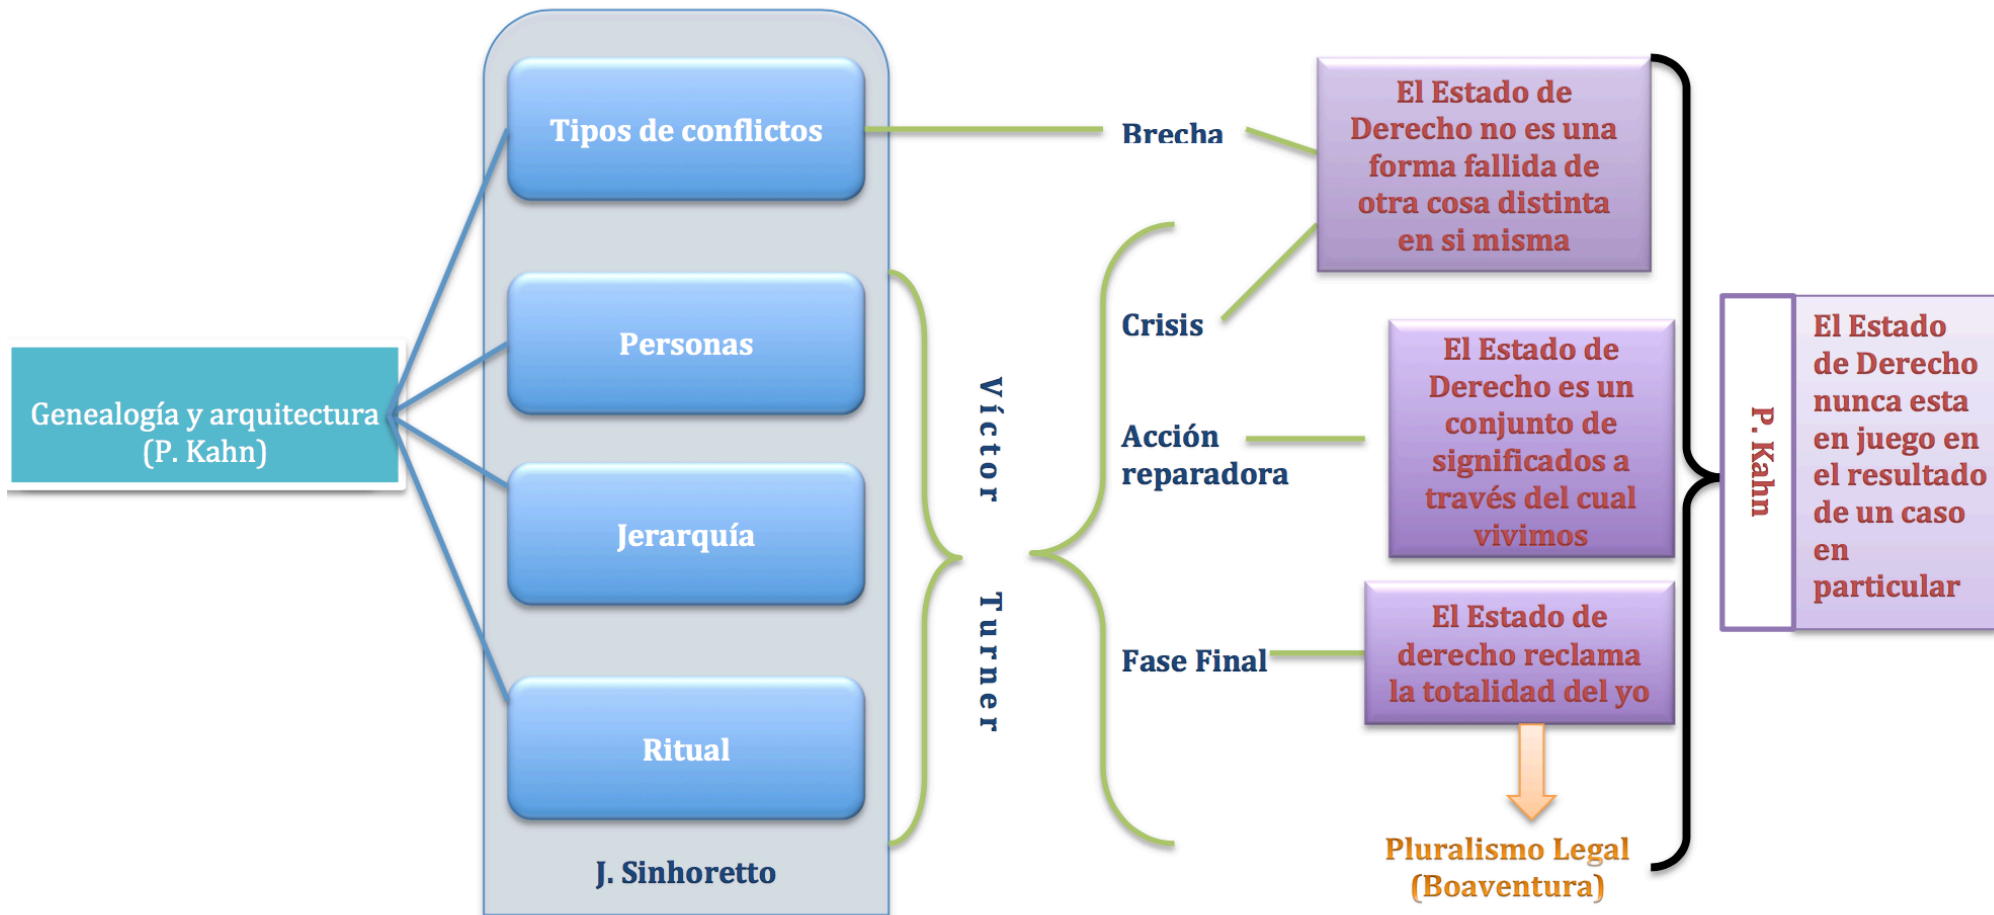 Genealogía y arquitectura
(P. Kahn)
Tipos de conflictos
Personas
Jerarquía
Ritual
J. Sinhoretto
Víctor Turner
Brecha
Crisis
Acción
reparadora
Fase Final
El Estado de
Derecho no es una
forma fallida de
otra cosa distinta
en si misma
El Estado de
Derecho es un
conjunto de
significados a
través del cual
vivimos
El Estado de
derecho reclama
la totalidad del yo
Pluralismo Legal
(Boaventura)
P. Kahn
El Estado
de Derecho
nunca esta
en juego en
el resultado
de un caso
en
particular